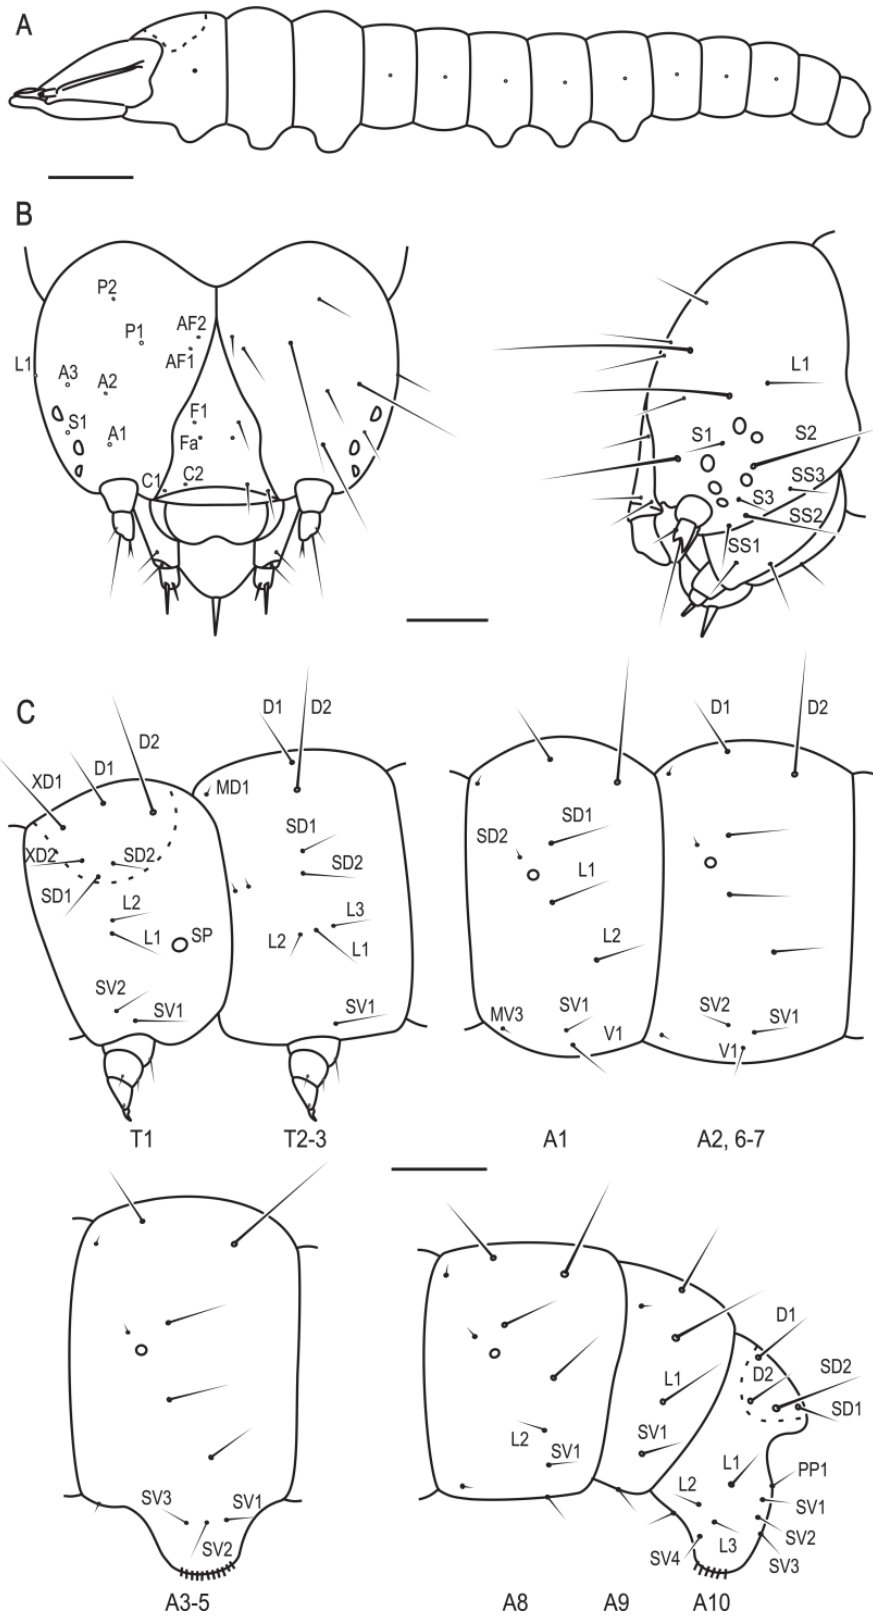 A
B
P2
P1
AF2
AF1
L1
A3
A2
S1
A1
F1
Fa
C1
C2
L1
S1
S2
S3
SS3
SS2
SS1
C
XD1
D1
D2
XD2
SD2
SD1
L2
L1
SP
SV2
SV1
T1
D1
D2
MD1
SD1
SD2
L3
L2
L1
SV1
T2-3
SD1
SD2
L1
L2
MV3
SV1
V1
A1
D1
D2
SV2
SV1
V1
A2, 6-7
SV3
SV1
SV2
A3-5
L2
SV1
A8
L1
SV1
A9
D1
D2
SD2
SD1
L1
PP1
L2
SV1
SV2
L3
SV3
SV4
A10